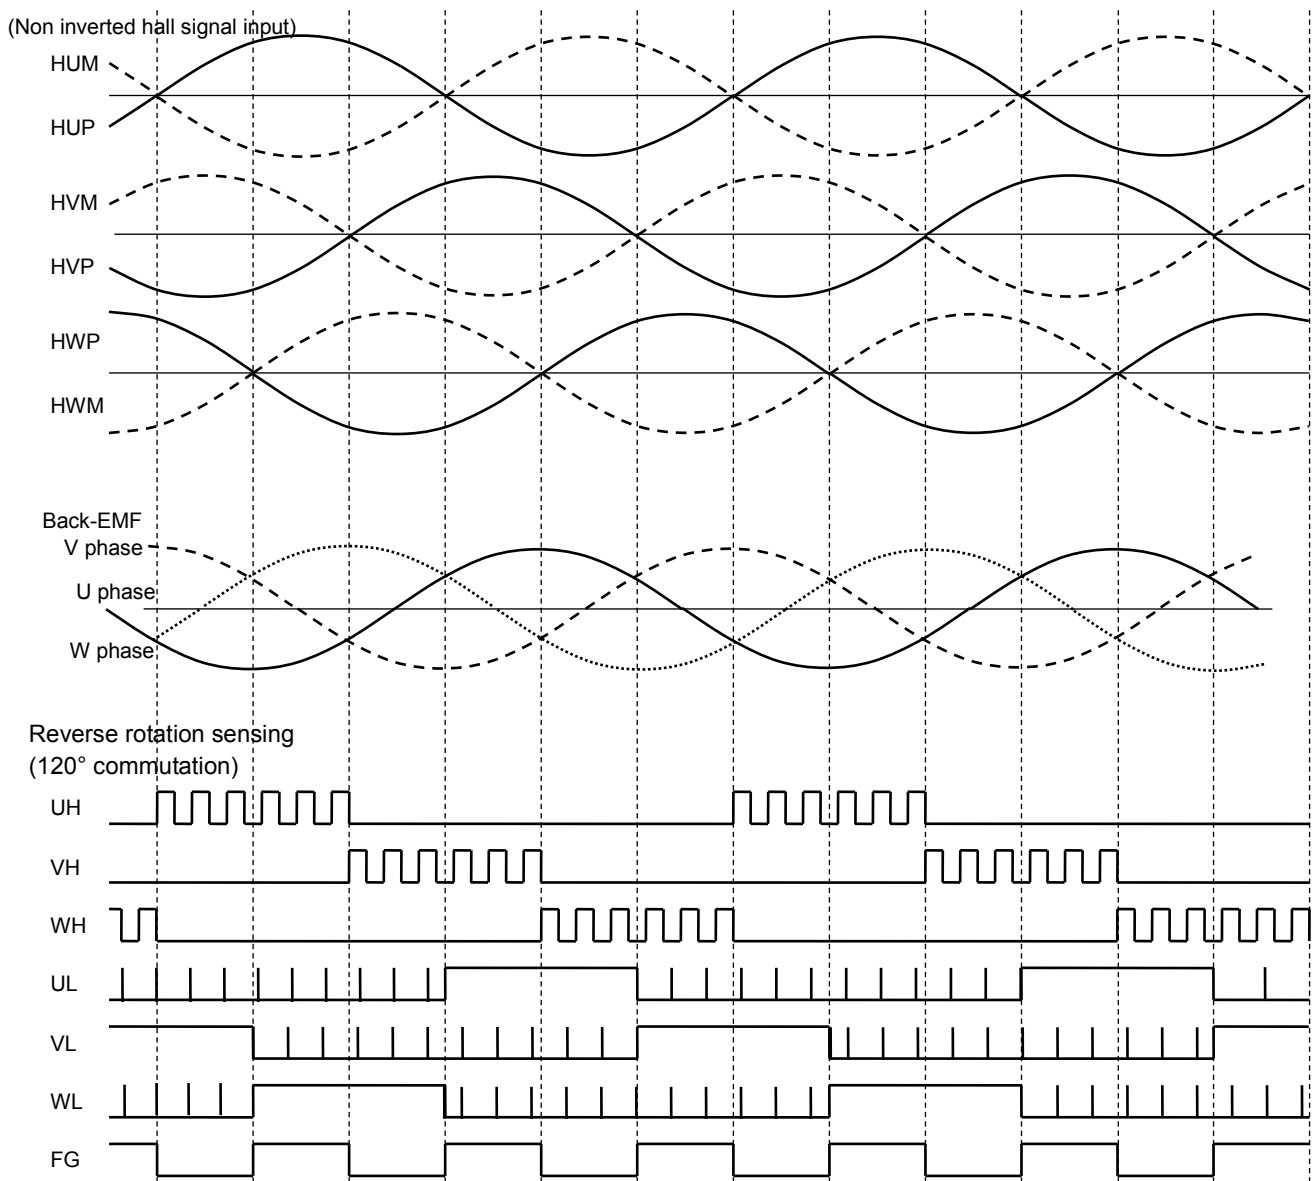 (Non inverted hall signal input)
HUM
HUP
HVM
HVP
HWP
HWM
Back-EMF
V phase
U phase
W phase
Reverse rotation sensing
(120° commutation)
UH
VH
WH
UL
VL
WL
FG